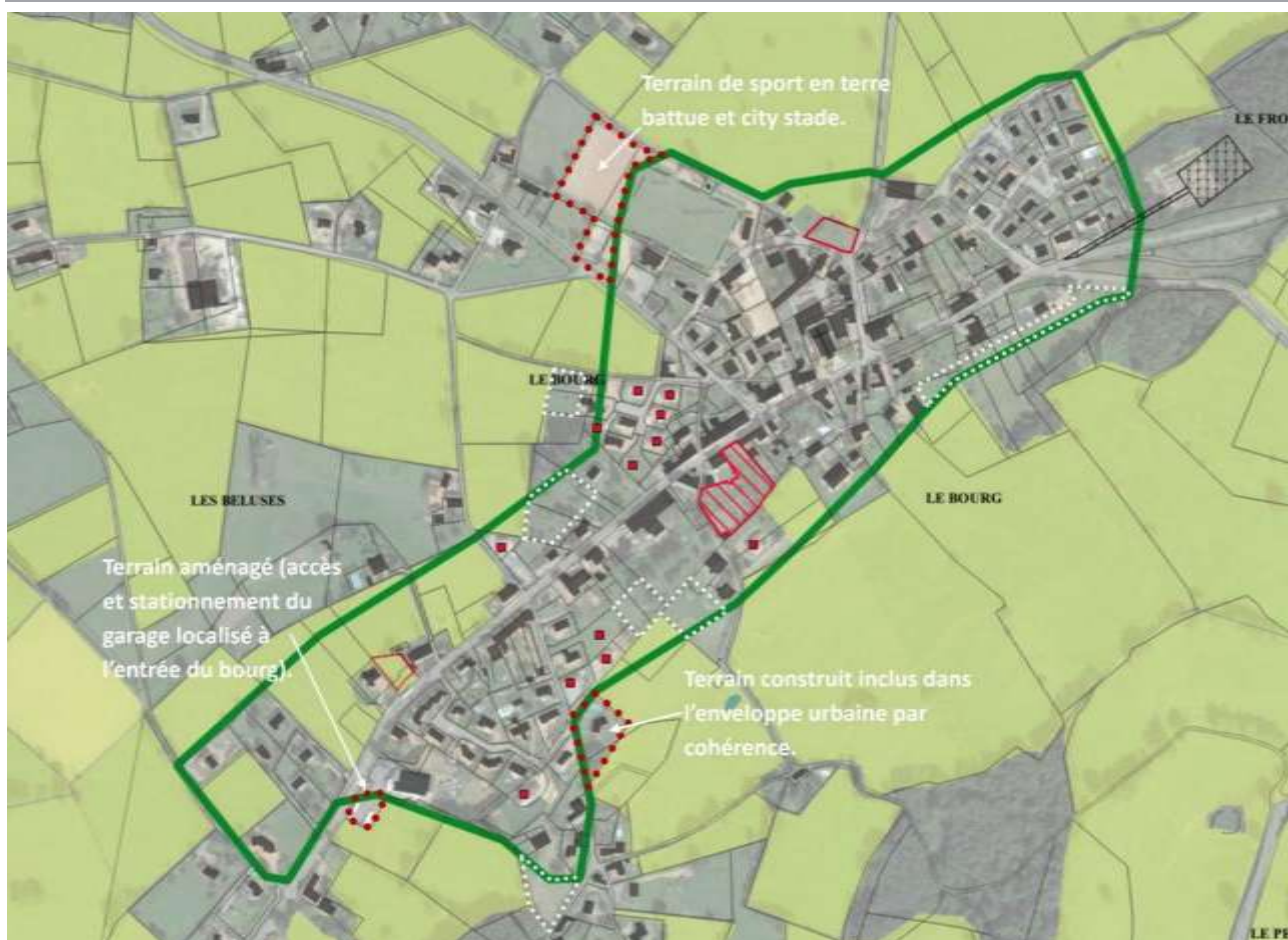 Terrain de sport en terre
battue et city stade.
LE FRO
LE BOURG
LES BELUSES
LE BOURG
Terrain aménagé (accès
et stationnement du
garage localisé à
l'entrée du bourg).
Terrain construit inclus dans
l'enveloppe urbaine par
cohérence.
LE PE